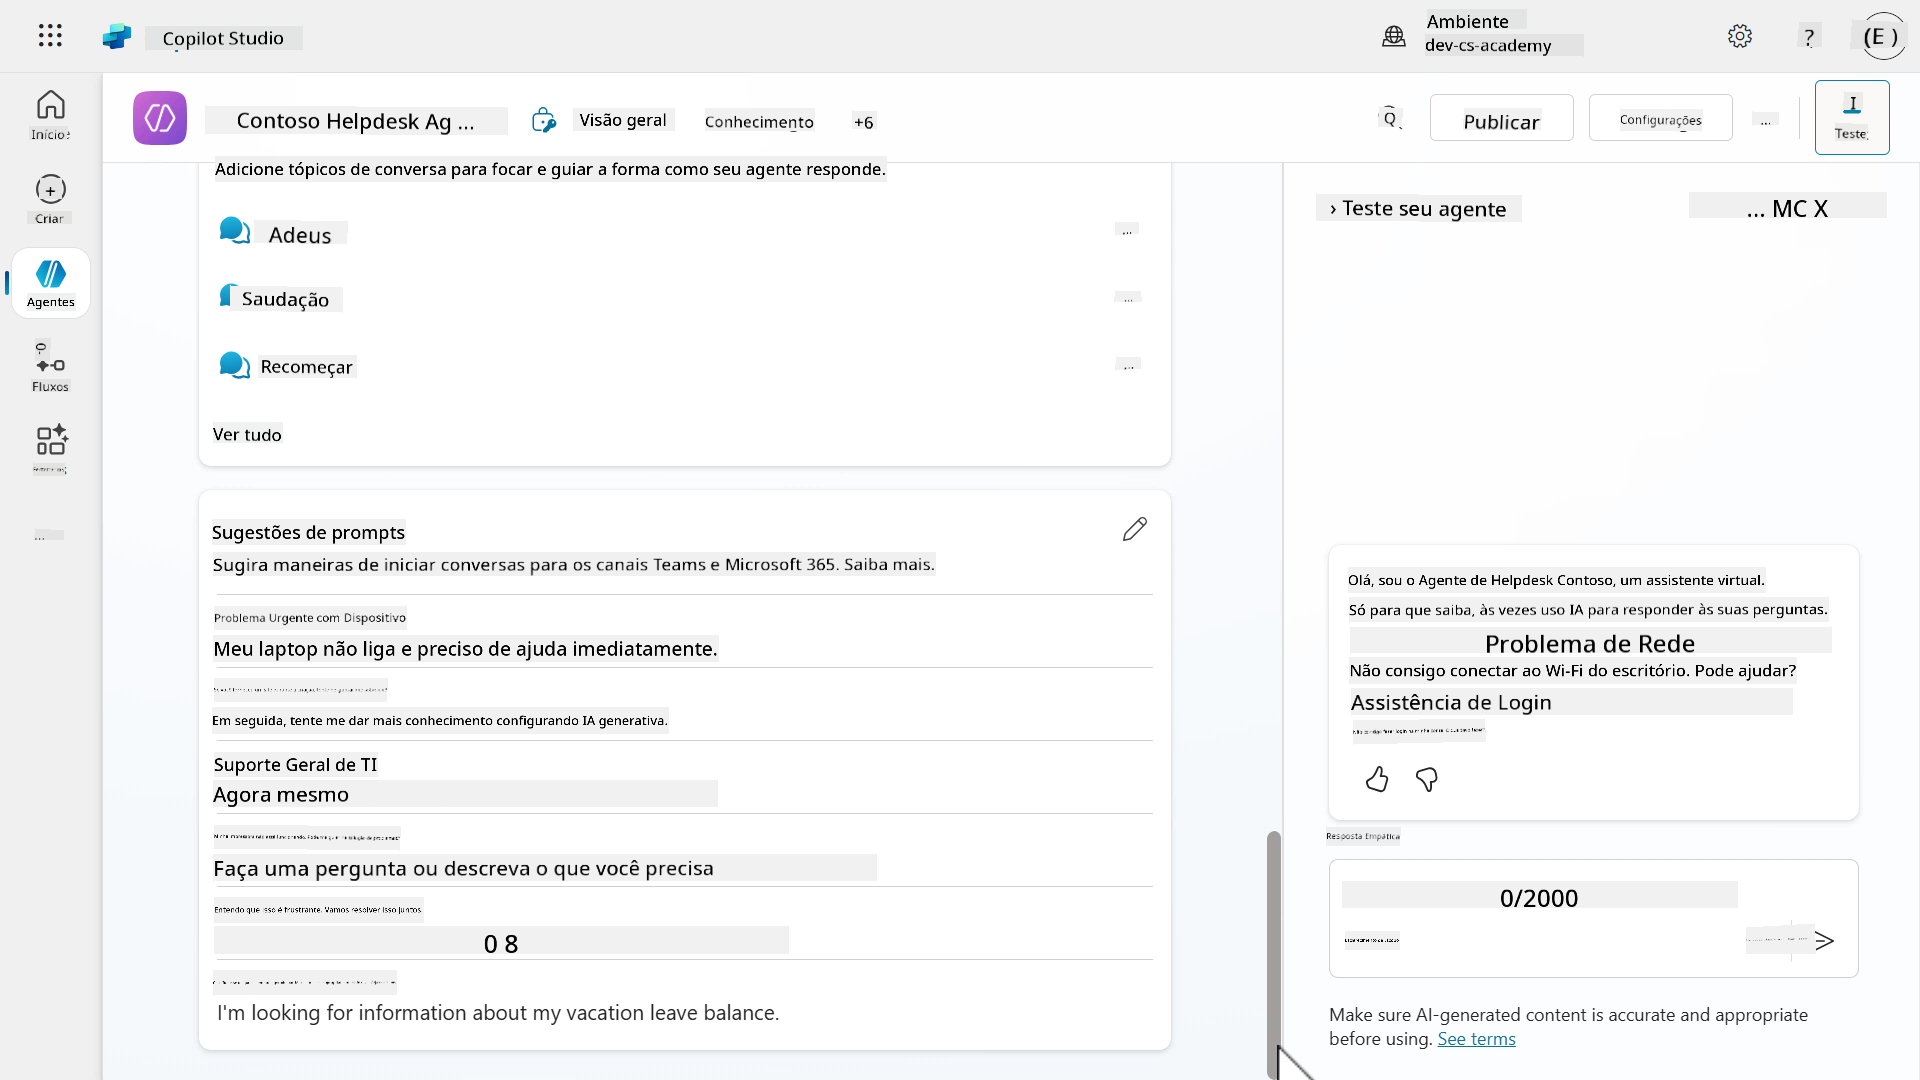 Copilot Studio
Ambiente
dev-cs-academy
?
(E )
Contoso Helpdesk Ag ...
Visão geral
Conhecimento
+6
Q
Publicar
Configurações
...
I
Teste
Início
Criar
Agentes
Fluxos
...
Adicione tópicos de conversa para focar e guiar a forma como seu agente responde.
Adeus
...
Saudação
...
Recomeçar
...
Ver tudo
Sugestões de prompts
Sugira maneiras de iniciar conversas para os canais Teams e Microsoft 365. Saiba mais.
Problema Urgente com Dispositivo
Meu laptop não liga e preciso de ajuda imediatamente.
Em seguida, tente me dar mais conhecimento configurando IA generativa.
Suporte Geral de TI
Agora mesmo
Faça uma pergunta ou descreva o que você precisa
Entendo que isso é frustrante. Vamos resolver isso juntos
0 8
I'm looking for information about my vacation leave balance.
› Teste seu agente
... MC X
Olá, sou o Agente de Helpdesk Contoso, um assistente virtual.
Só para que saiba, às vezes uso IA para responder às suas perguntas.
Problema de Rede
Não consigo conectar ao Wi-Fi do escritório. Pode ajudar?
Assistência de Login
Resposta Empática
0/2000
Make sure AI-generated content is accurate and appropriate
before using. See terms